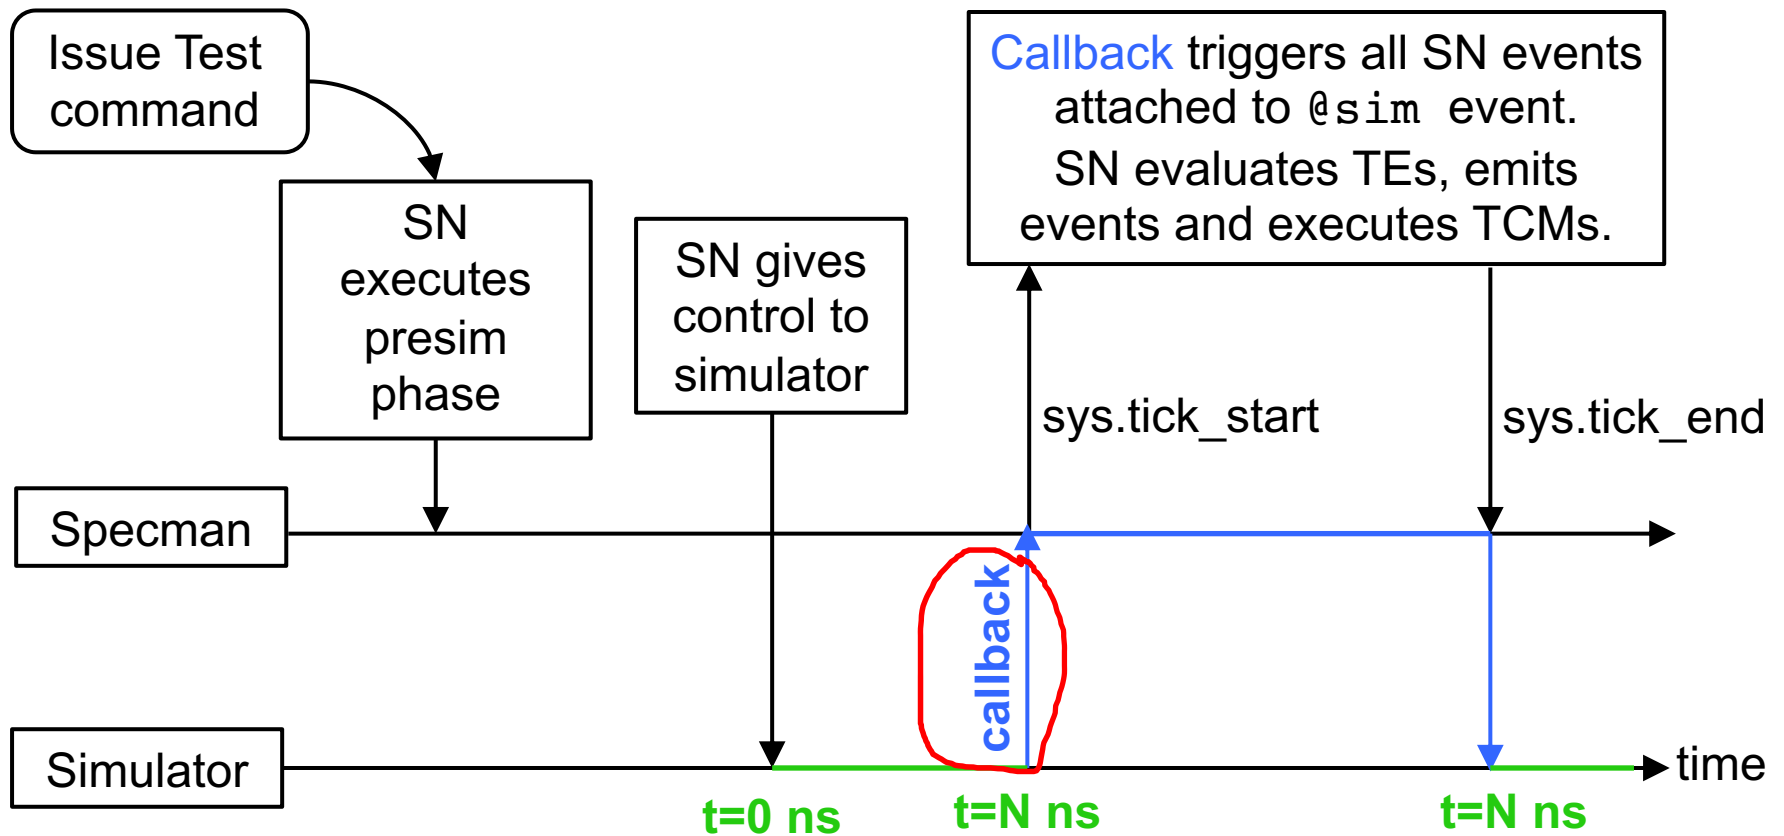 Issue Test
command
SN
executes
presim
phase
SN gives
control to
simulator
Callback triggers all SN events
attached to @sim event.
SN evaluates TEs, emits
events and executes TCMs.
sys.tick_start
sys.tick_end
Specman
callback
Simulator
time
t=0 ns
t=N ns
t=N ns